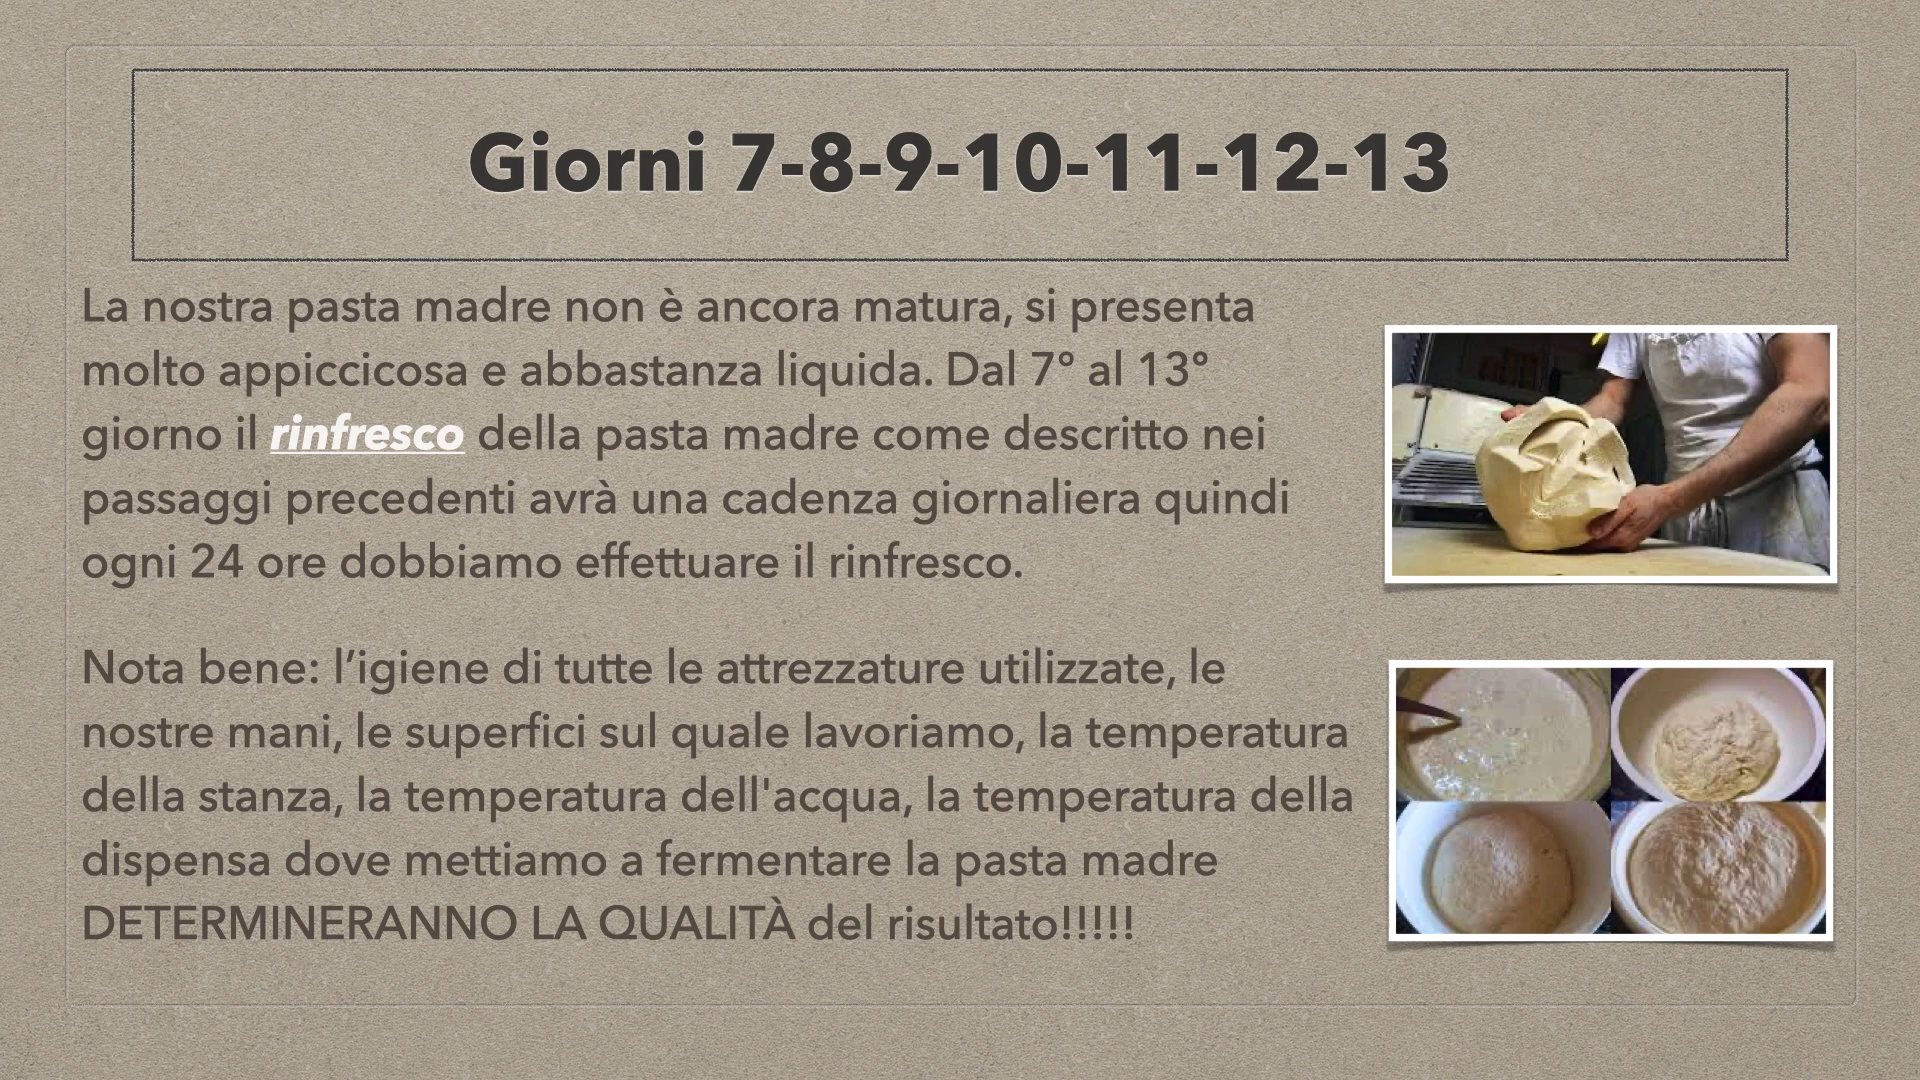 Giorni 7-8-9-10-11-12-13
La nostra pasta madre non è ancora matura, si presenta
molto appiccicosa e abbastanza liquida. Dal 7° al 13°
giorno il rinfresco della pasta madre come descritto nei
passaggi precedenti avrà una cadenza giornaliera quindi
ogni 24 ore dobbiamo effettuare il rinfresco.
Nota bene: l’igiene di tutte le attrezzature utilizzate, le
nostre mani, le superfici sul quale lavoriamo, la temperatura
della stanza, la temperatura dell'acqua, la temperatura della
dispensa dove mettiamo a fermentare la pasta madre
DETERMINERANNO LA QUALITÀ del risultato!!!!!